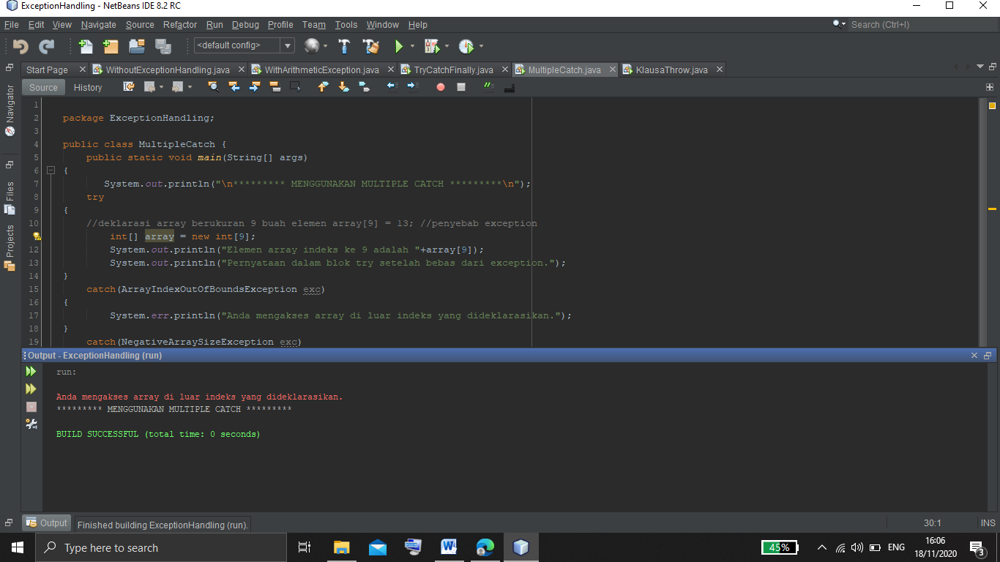 ExceptionHandling - NetBeans IDE 8.2 RC
File Edit View Navigate Source Refactor Run Debug Profile Team Tools Window Help
Search (Ctrl+I)
<default config>
Start Page WithoutExceptionHandling.java WithArithmeticException.java TryCatchFinally.java MultipleCatch.java KlausaThrow.java
Source History
Navigator
Files
Projects
1
2 package ExceptionHandling;
3
4 public class MultipleCatch {
5 public static void main(String[] args)
6 {
7 System.out.println("\n********* MENGGUNAKAN MULTIPLE CATCH *********\n");
8 try
9 {
10 //deklarasi array berukuran 9 buah elemen array[9] = 13; //penyebab exception
int[] array = new int[9];
12 System.out.println("Elemen array indeks ke 9 adalah "+array[9]);
13 System.out.println("Pernyataan dalam blok try setelah bebas dari exception.");
14 }
15 catch(ArrayIndexOutOfBoundsException exc)
16 {
17 System.err.println("Anda mengakses array di luar indeks yang dideklarasikan.");
18 }
19 catch(NegativeArraySizeException exc)
Output - ExceptionHandling (run)
run:
Anda mengakses array di luar indeks yang dideklarasikan.
********* MENGGUNAKAN MULTIPLE CATCH *********
BUILD SUCCESSFUL (total time: 0 seconds)
Output Finished building ExceptionHandling (run).
30:1 INS
Type here to search
45%
ENG
16:06
18/11/2020
3